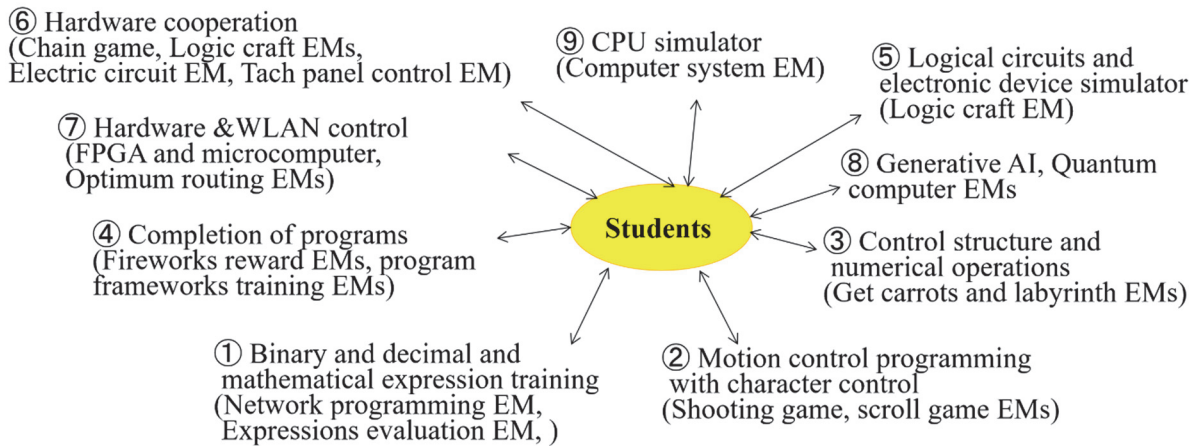 ⑥ Hardware cooperation
(Chain game, Logic craft EMs,
Electric circuit EM, Tach panel control EM)
⑨ CPU simulator
(Computer system EM)
⑤ Logical circuits and
electronic device simulator
(Logic craft EM)
⑦ Hardware &WLAN control
(FPGA and microcomputer,
Optimum routing EMs)
⑧ Generative AI, Quantum
computer EMs
④ Completion of programs
(Fireworks reward EMs, program
frameworks training EMs)
Students
③ Control structure and
numerical operations
(Get carrots and labyrinth EMs)
① Binary and decimal and
mathematical expression training
(Network programming EM,
Expressions evaluation EM, )
② Motion control programming
with character control
(Shooting game, scroll game EMs)